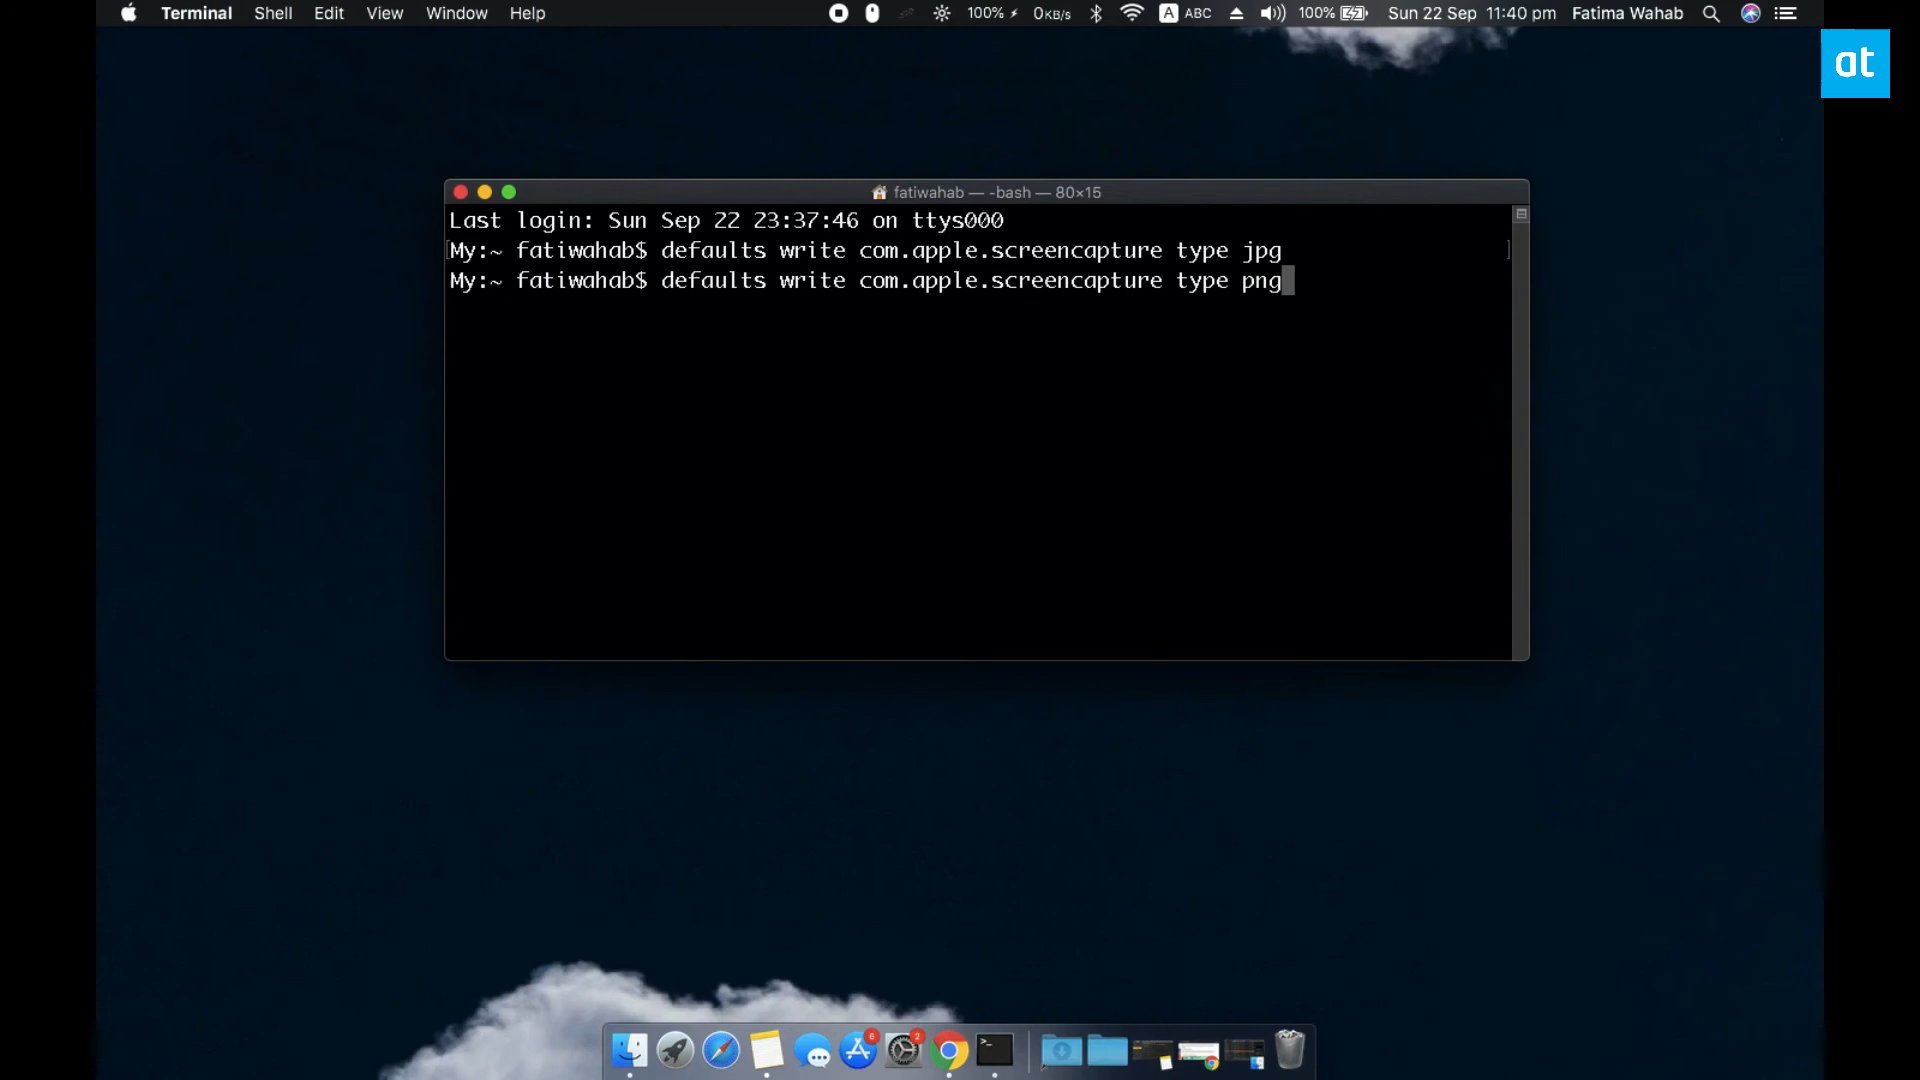 Terminal Shell Edit View Window Help 100% 0KB/s A ABC 100% Sun 22 Sep 11:40 pm Fatima Wahab
at
fatiwahab — -bash — 80×15
Last login: Sun Sep 22 23:37:46 on ttys000
[My:~ fatiwahab$ defaults write com.apple.screencapture type jpg ]
My:~ fatiwahab$ defaults write com.apple.screencapture type png
6 2
>_